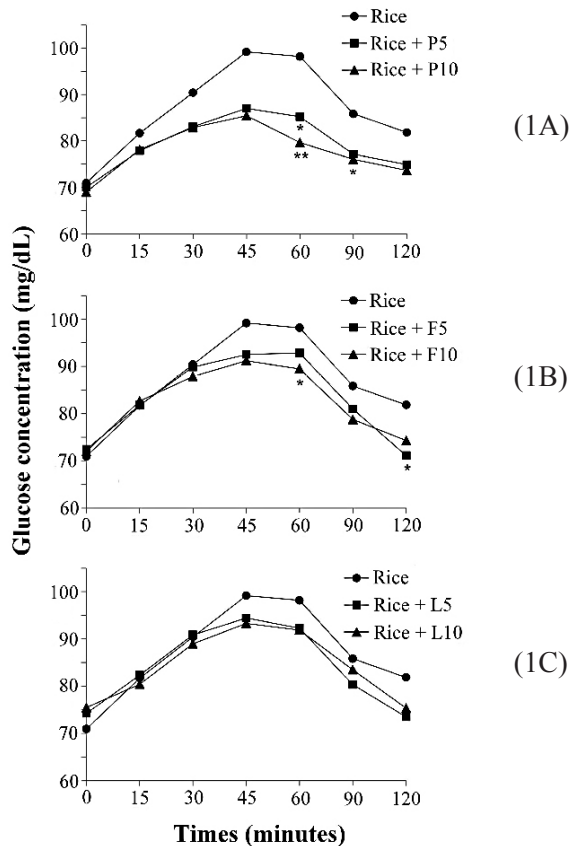 Rice
Rice + P5
Rice + P10
(1A)
100
90
80
70
60
*
**
*
0 15 30 45 60 90 120
Glucose concentration (mg/dL)
Rice
Rice + F5
Rice + F10
(1B)
100
90
80
70
60
*
*
0 15 30 45 60 90 120
Rice
Rice + L5
Rice + L10
(1C)
100
90
80
70
60
0 15 30 45 60 90 120
Times (minutes)